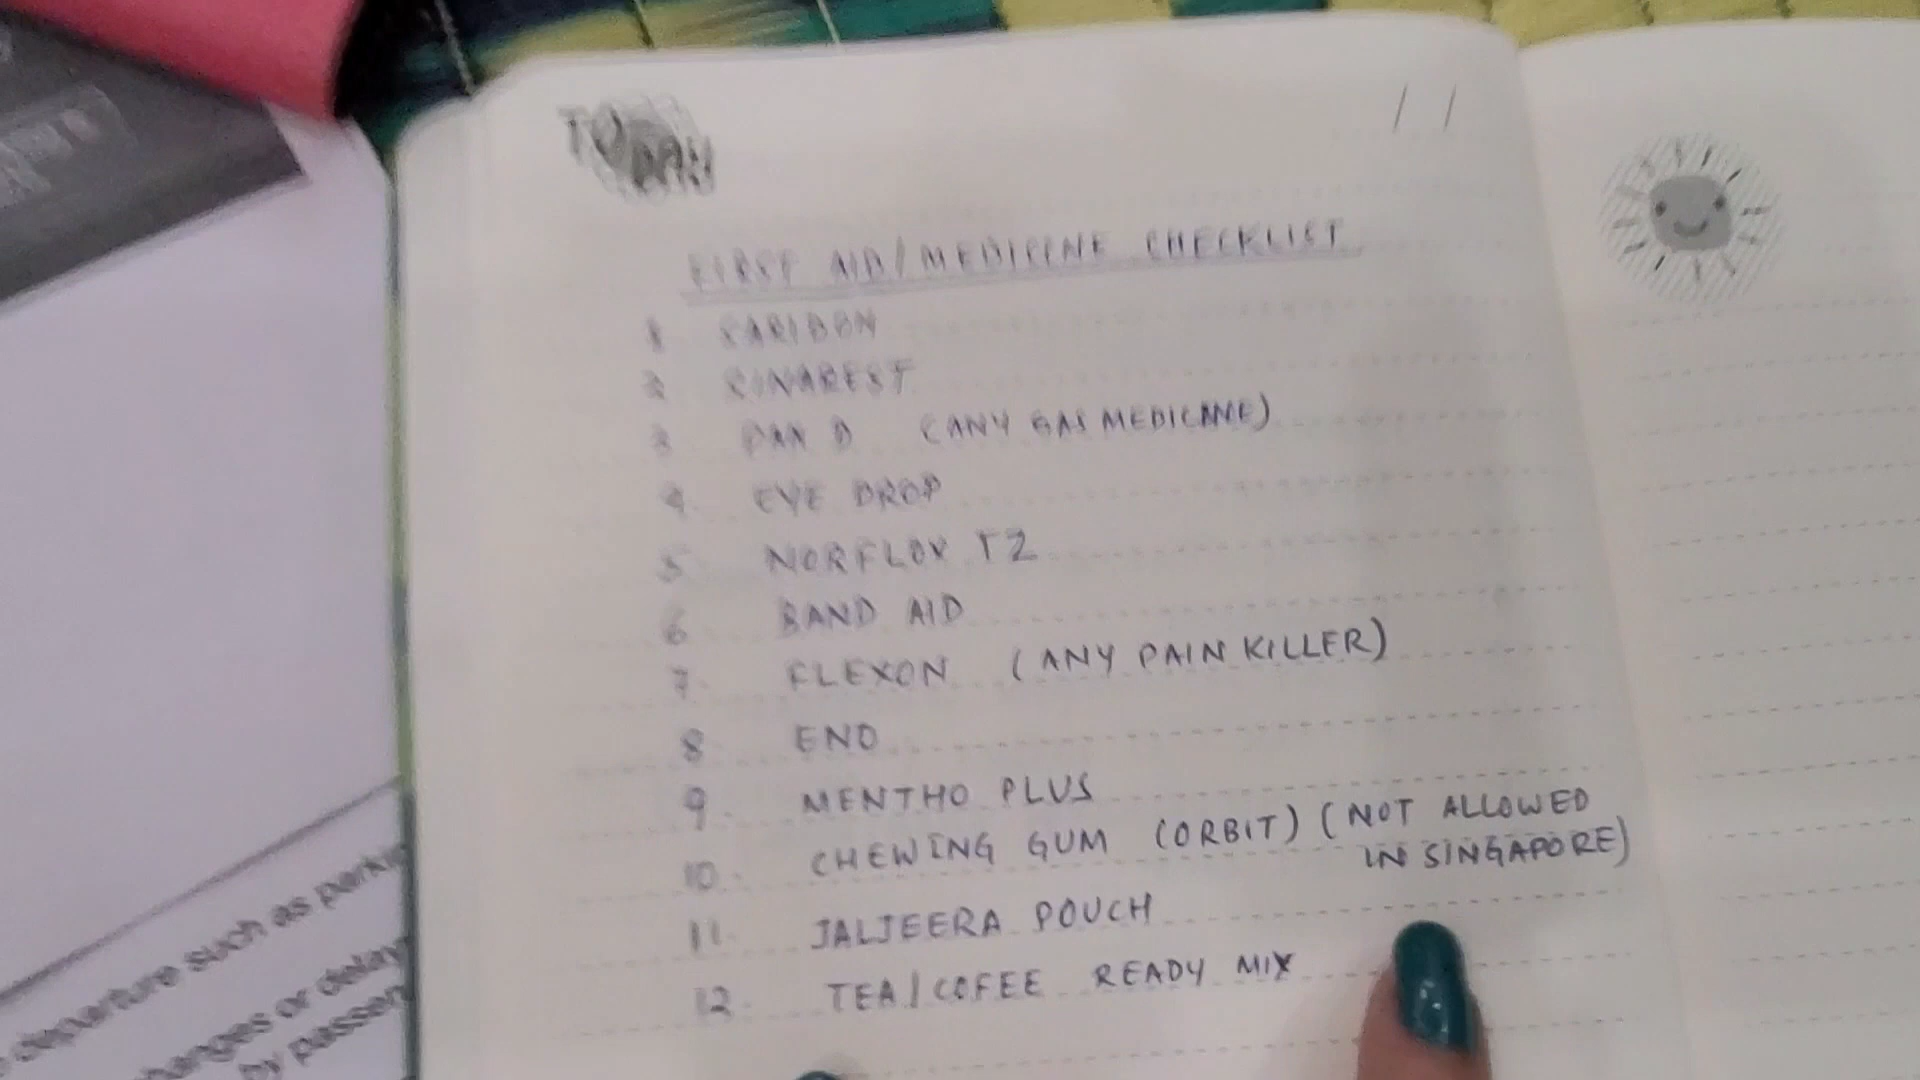 TODAY
/ /
FIRST AID/MEDICINE CHECKLIST
1 SARIDON
2 SINAREST
3 PAN D (ANY GAS MEDICINE)
4 EYE DROP
5 NORFLOX TZ
6 BAND AID
7. FLEXON (ANY PAIN KILLER)
8 ENO
9. MENTHO PLUS
10. CHEWING GUM (ORBIT) (NOT ALLOWED
IN SINGAPORE)
11. JALJEERA POUCH
12. TEA/COFEE READY MIX
departure such as
changes or delay
by passen